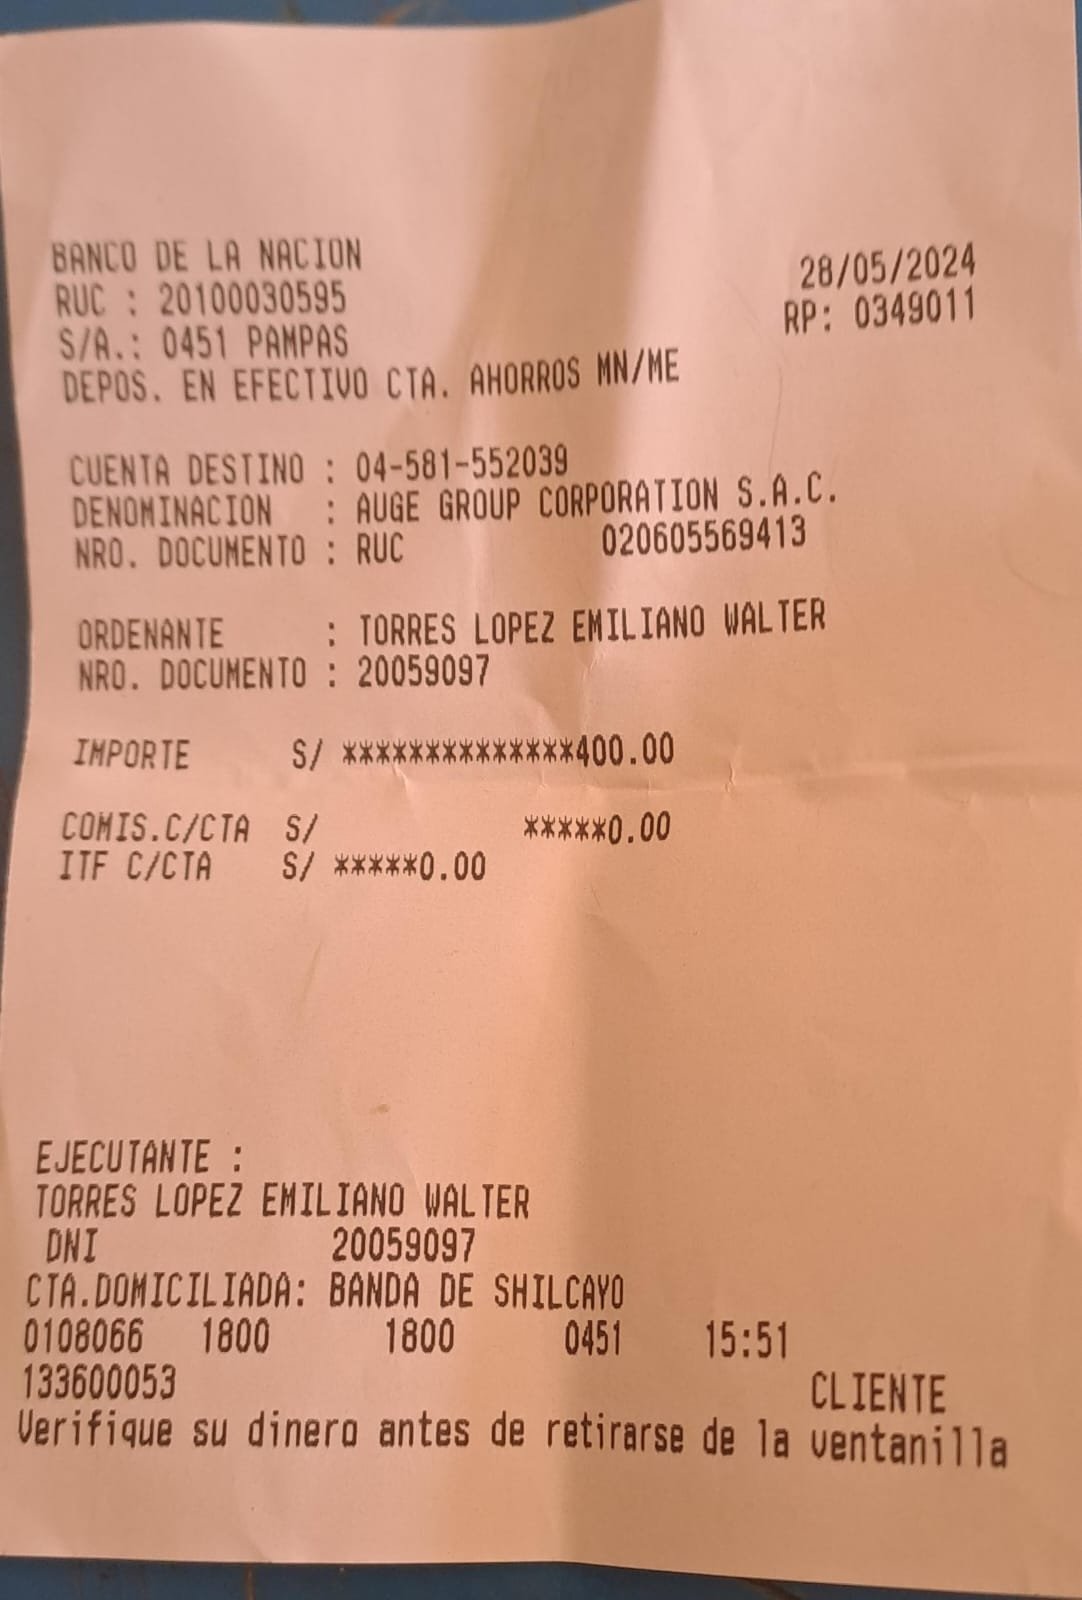 BANCO DE LA NACION 28/05/2024
RUC : 20100030595 RP: 0349011
S/A.: 0451 PAMPAS
DEPOS. EN EFECTIVO CTA. AHORROS MN/ME
CUENTA DESTINO : 04-581-552039
DENOMINACION : AUGE GROUP CORPORATION S.A.C.
NRO. DOCUMENTO : RUC 020605569413
ORDENANTE : TORRES LOPEZ EMILIANO WALTER
NRO. DOCUMENTO : 20059097
IMPORTE S/ **************400.00
COMIS.C/CTA S/ *****0.00
ITF C/CTA S/ *****0.00
EJECUTANTE :
TORRES LOPEZ EMILIANO WALTER
DNI 20059097
CTA.DOMICILIADA: BANDA DE SHILCAYO
0108066 1800 1800 0451 15:51
133600053 CLIENTE
Verifique su dinero antes de retirarse de la ventanilla